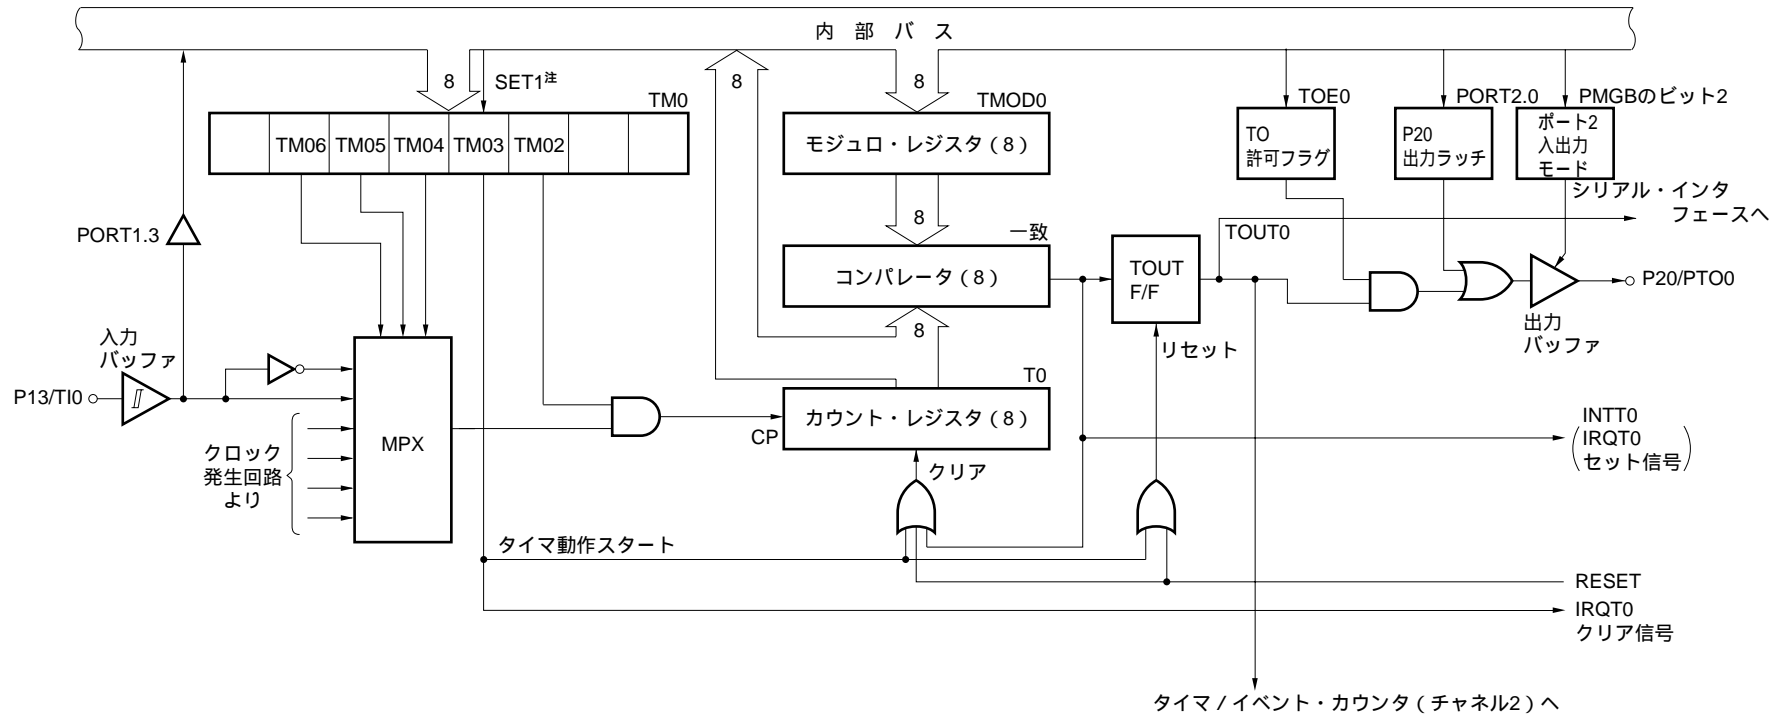 内 部 バ ス
8
SET1注
8
8
TM0
TMOD0
TOE0
PORT2.0
PMGBのビット2
TM06
TM05
TM04
TM03
TM02
モジュロ・レジスタ（8）
TO
許可フラグ
P20
出力ラッチ
ポート2
入出力
モード
シリアル・インタ
フェースへ
PORT1.3
8
一致
TOUT0
コンパレータ（8）
TOUT
F/F
P20/PTO0
入力
バッファ
8
リセット
出力
バッファ
P13/TI0
T0
MPX
CP
カウント・レジスタ（8）
INTT0
IRQT0
セット信号
クロック
発生回路
より
クリア
タイマ動作スタート
RESET
IRQT0
クリア信号
タイマ / イベント・カウンタ（チャネル2）へ